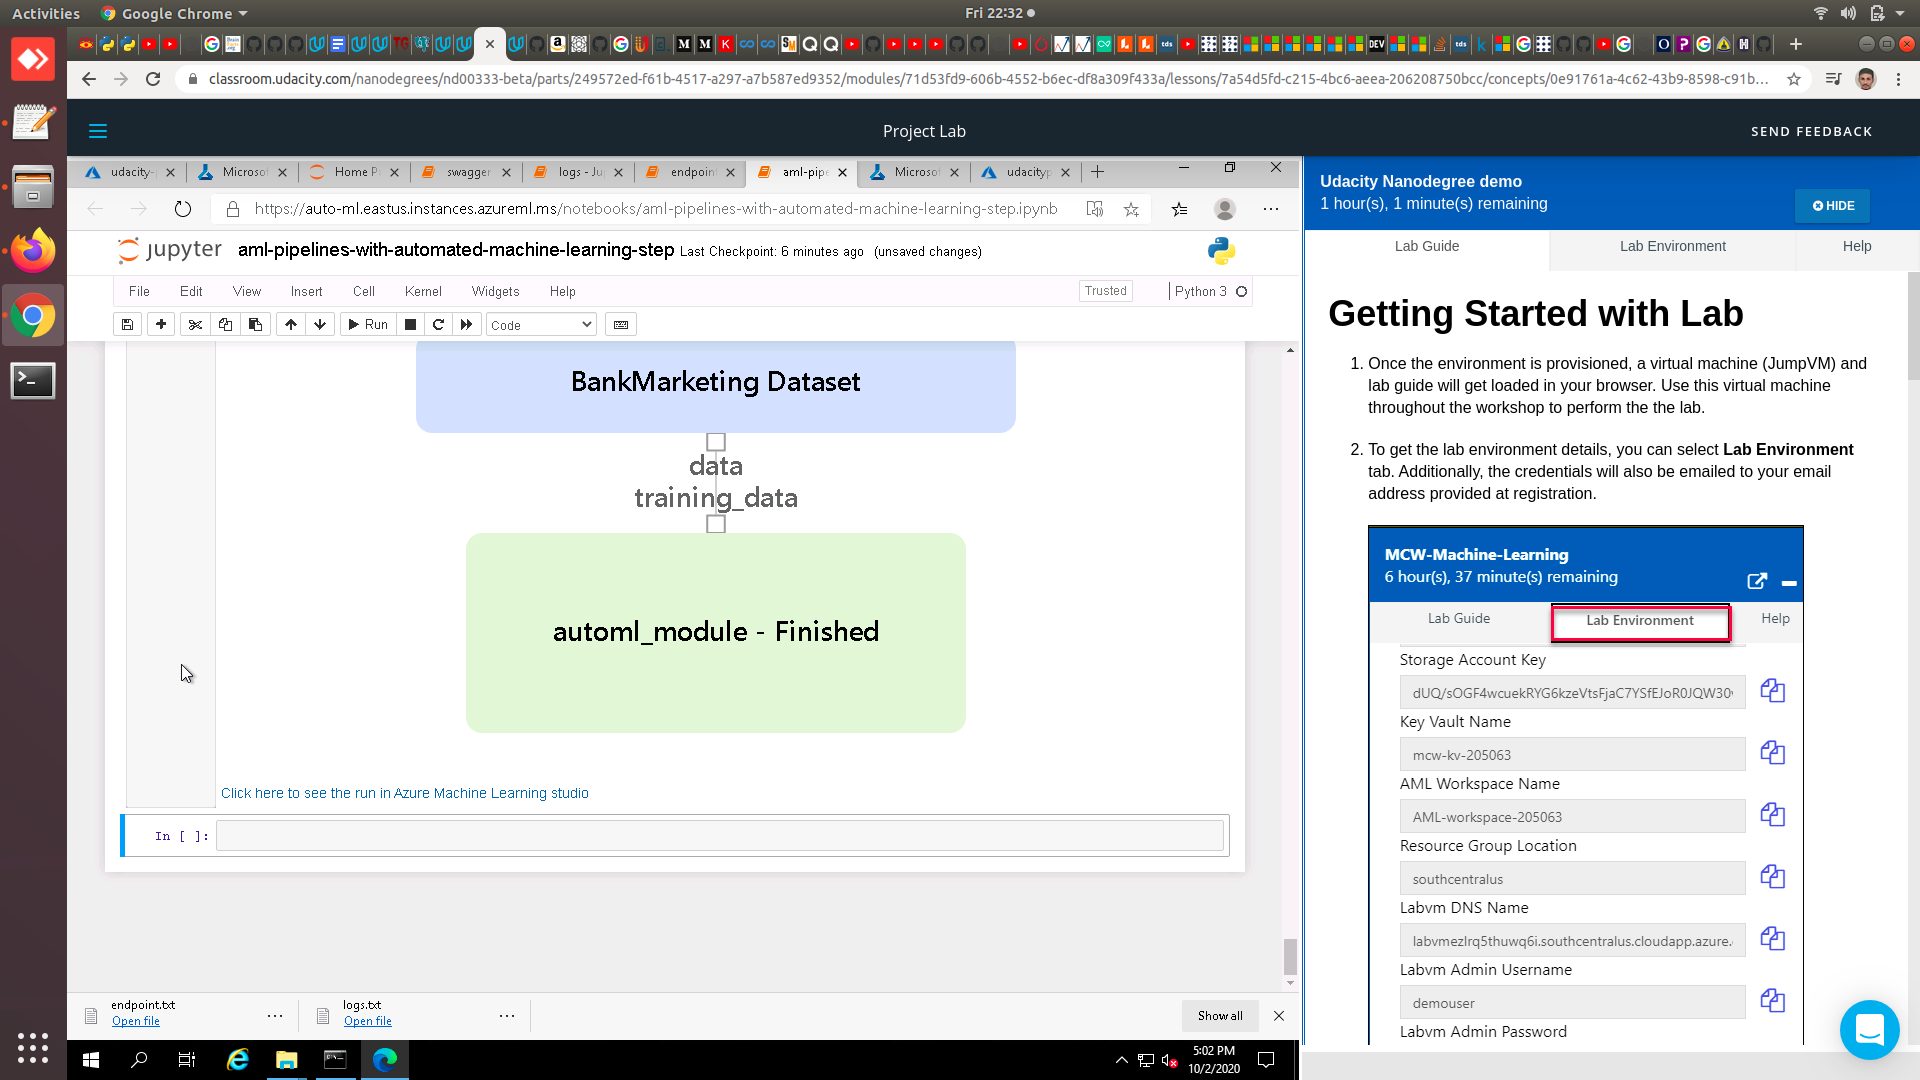 Activities
Google Chrome
Fri 22:32
classroom.udacity.com/nanodegrees/nd00333-beta/parts/249572ed-f61b-4517-a297-a7b587ed9352/modules/71d53fd9-606b-4552-b6ec-df8a309f433a/lessons/7a54d5fd-c215-4bc6-aeea-206208750bcc/concepts/0e91761a-4c62-43b9-8598-c91b...
Project Lab
SEND FEEDBACK
udacity-
Microsof
Home P
swagger
logs - Ju
endpoin
aml-pipe
Microsof
udacityp
https://auto-ml.eastus.instances.azureml.ms/notebooks/aml-pipelines-with-automated-machine-learning-step.ipynb
jupyter
aml-pipelines-with-automated-machine-learning-step
Last Checkpoint: 6 minutes ago
(unsaved changes)
File
Edit
View
Insert
Cell
Kernel
Widgets
Help
Trusted
Python 3
Run
Code
BankMarketing Dataset
data
training_data
automl_module - Finished
Click here to see the run in Azure Machine Learning studio
In [ ]:
endpoint.txt
Open file
logs.txt
Open file
Show all
5:02 PM
10/2/2020
Udacity Nanodegree demo
1 hour(s), 1 minute(s) remaining
HIDE
Lab Guide
Lab Environment
Help
Getting Started with Lab
1. Once the environment is provisioned, a virtual machine (JumpVM) and
lab guide will get loaded in your browser. Use this virtual machine
throughout the workshop to perform the the lab.
2. To get the lab environment details, you can select Lab Environment
tab. Additionally, the credentials will also be emailed to your email
address provided at registration.
MCW-Machine-Learning
6 hour(s), 37 minute(s) remaining
Lab Guide
Lab Environment
Help
Storage Account Key
dUQ/sOGF4wcuekRYG6kzeVtsFjaC7YSfEJoR0JQW30
Key Vault Name
mcw-kv-205063
AML Workspace Name
AML-workspace-205063
Resource Group Location
southcentralus
Labvm DNS Name
labvmezlrq5thuwq6i.southcentralus.cloudapp.azure.
Labvm Admin Username
demouser
Labvm Admin Password